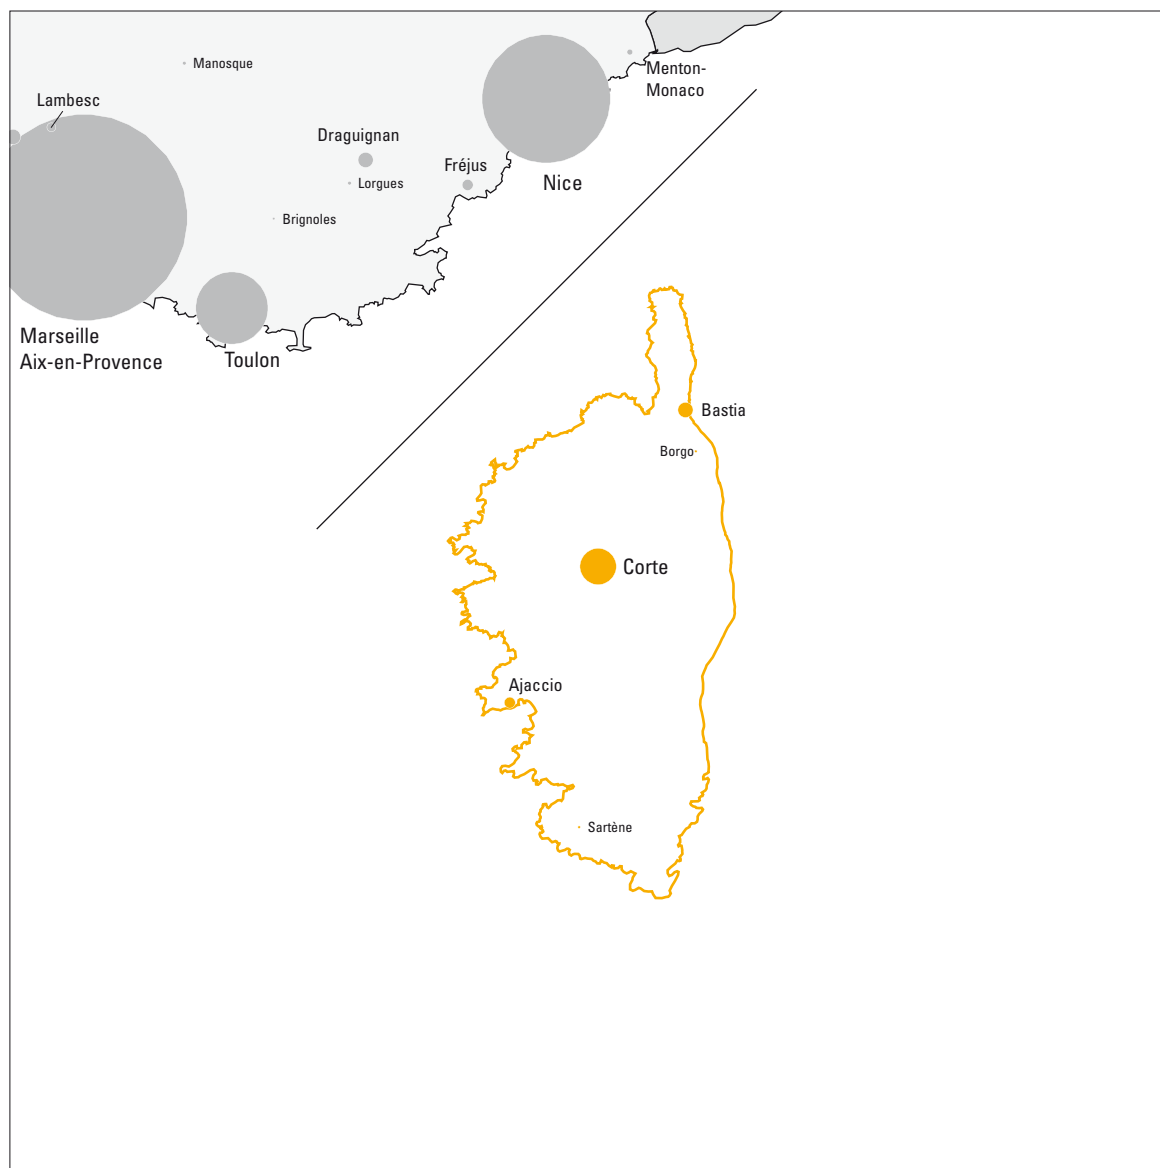 Manosque
Menton-
Monaco
Lambesc
Draguignan
Fréjus
Lorgues
Nice
Brignoles
Marseille
Aix-en-Provence
Toulon
Bastia
Borgo
Corte
Ajaccio
Sartène